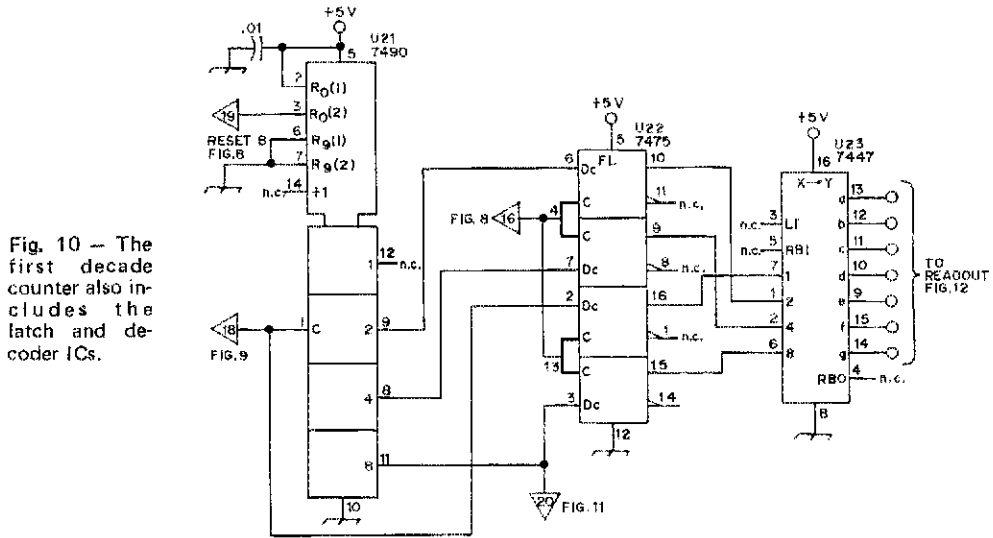 Fig. 10 — The
first decade
counter also in-
cludes the
latch and de-
coder ICs.
.01
+5V
U21
7490
5
2
R0(1)
3
R0(2)
19
RESET B
FIG.8
6
R9(1)
7
R9(2)
14
n.c.
÷1
1
12
n.c.
18
FIG.9
1
C
2
9
4
8
8
11
10
+5V
U22
7475
5
FL
6
Dc
10
C
11
n.c.
FIG. 8
16
4
C
9
7
Dc
8
n.c.
2
Dc
16
C
1
n.c.
13
C
15
3
Dc
14
12
20
FIG. 11
+5V
U23
7447
16
X→Y
3
n.c.
LT
5
n.c.
RBI
7
1
1
2
2
4
6
8
a
13
b
12
c
11
d
10
e
9
f
15
g
14
RBO
4
n.c.
8
TO
READOUT
FIG.12